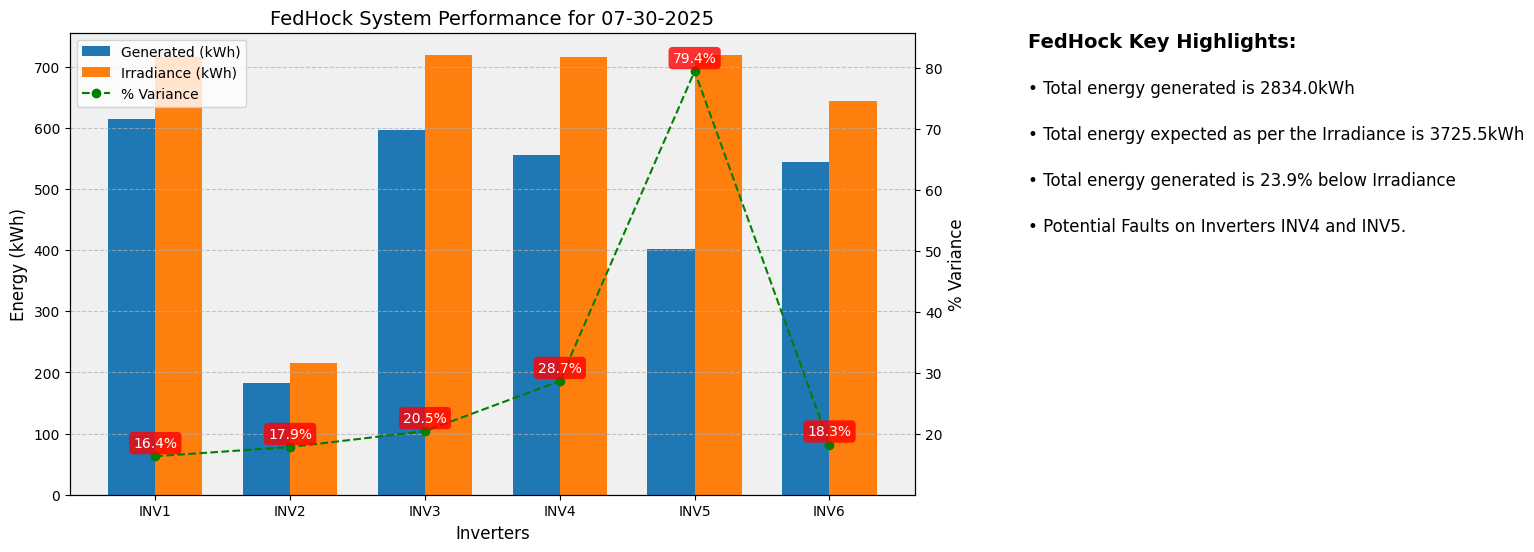 FedHock System Performance for 07-30-2025
Generated (kWh)
Irradiance (kWh)
% Variance
Energy (kWh)
700
600
500
400
300
200
100
0
16.4%
17.9%
20.5%
28.7%
79.4%
18.3%
80
70
60
50
40
30
20
% Variance
INV1 INV2 INV3 INV4 INV5 INV6
Inverters
FedHock Key Highlights:
• Total energy generated is 2834.0kWh
• Total energy expected as per the Irradiance is 3725.5kWh
• Total energy generated is 23.9% below Irradiance
• Potential Faults on Inverters INV4 and INV5.